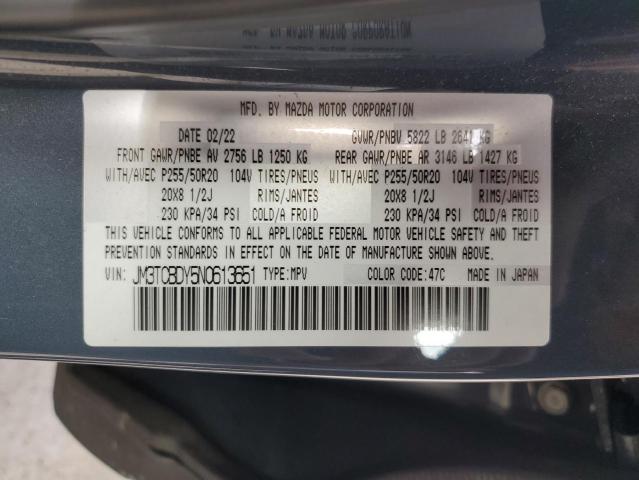 MFD. BY MAZDA MOTOR CORPORATION
DATE 02/22 GVWR/PNBV 5822 LB 2641 KG
FRONT GAWR/PNBE AV 2756 LB 1250 KG REAR GAWR/PNBE AR 3146 LB 1427 KG
WITH/AVEC P255/50R20 104V TIRES/PNEUS WITH/AVEC P255/50R20 104V TIRES/PNEUS
20X8 1/2J RIMS/JANTES 20X8 1/2J RIMS/JANTES
230 KPA/34 PSI COLD/A FROID 230 KPA/34 PSI COLD/A FROID
THIS VEHICLE CONFORMS TO ALL APPLICABLE FEDERAL MOTOR VEHICLE SAFETY AND THEFT
PREVENTION STANDARDS IN EFFECT ON THE DATE OF MANUFACTURE SHOWN ABOVE.
VIN: JM3TCBDY5N0613651 TYPE:MPV COLOR CODE:47C MADE IN JAPAN